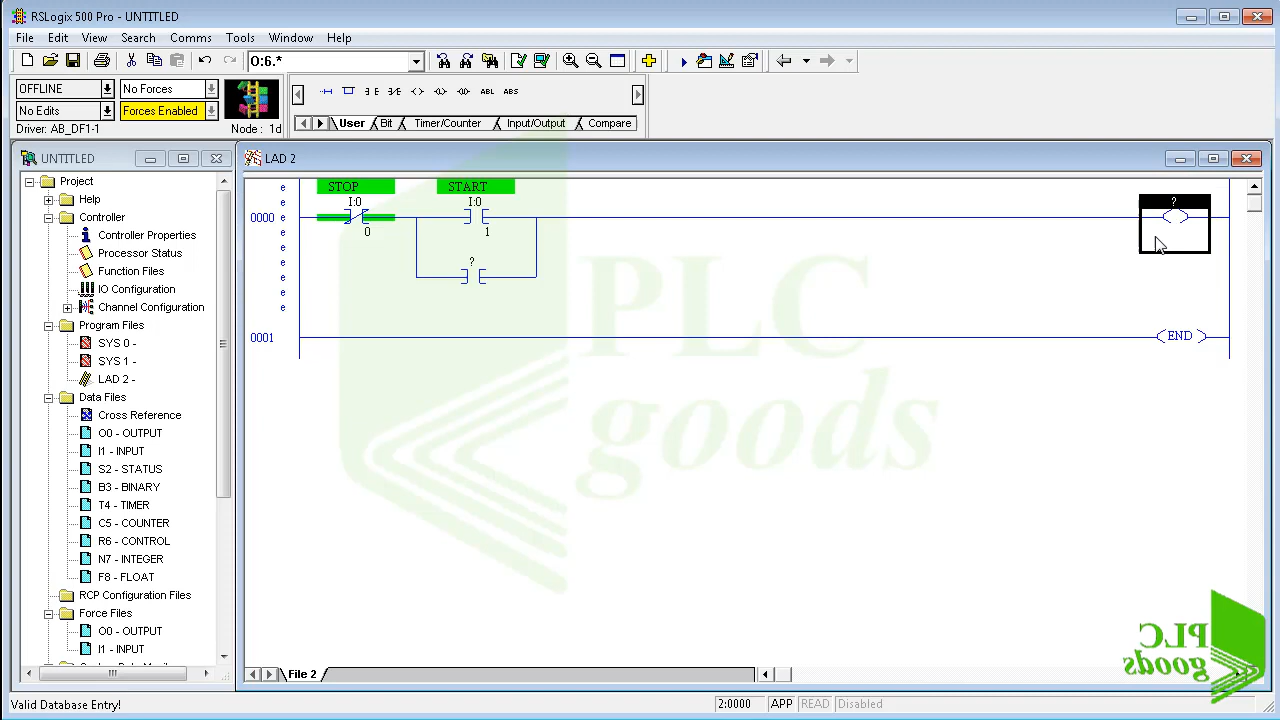 RSLogix 500 Pro - UNTITLED
File Edit View Search Comms Tools Window Help
O:6.*
OFFLINE No Forces
No Edits Forces Enabled
Driver: AB_DF1-1 Node : 1d
ABL ABS
User Bit Timer/Counter Input/Output Compare
UNTITLED
Project
Help
Controller
Controller Properties
Processor Status
Function Files
IO Configuration
Channel Configuration
Program Files
SYS 0 -
SYS 1 -
LAD 2 -
Data Files
Cross Reference
O0 - OUTPUT
I1 - INPUT
S2 - STATUS
B3 - BINARY
T4 - TIMER
C5 - COUNTER
R6 - CONTROL
N7 - INTEGER
F8 - FLOAT
RCP Configuration Files
Force Files
O0 - OUTPUT
I1 - INPUT
LAD 2
STOP START
I:0 I:0 ?
0000
0 1
?
e
e
e
e
e
e
e
e
e
0001 END
PLC
goods
PLC
goods
File 2
Valid Database Entry!
2:0000 APP READ Disabled